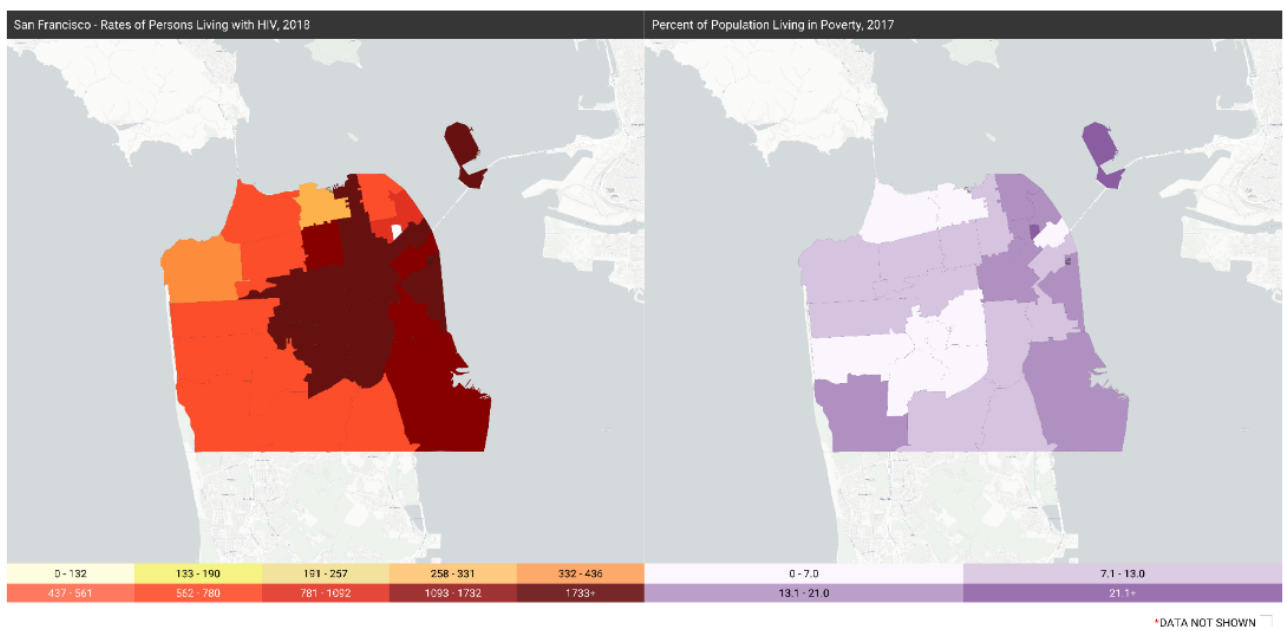 San Francisco - Rates of Persons Living with HIV, 2018
Percent of Population Living in Poverty, 2017
0 - 132 133 - 190 191 - 257 258 - 331 332 - 436
437 - 561 562 - 780 781 - 1092 1093 - 1732 1733+
0 - 7.0 7.1 - 13.0
13.1 - 21.0 21.1+
*DATA NOT SHOWN